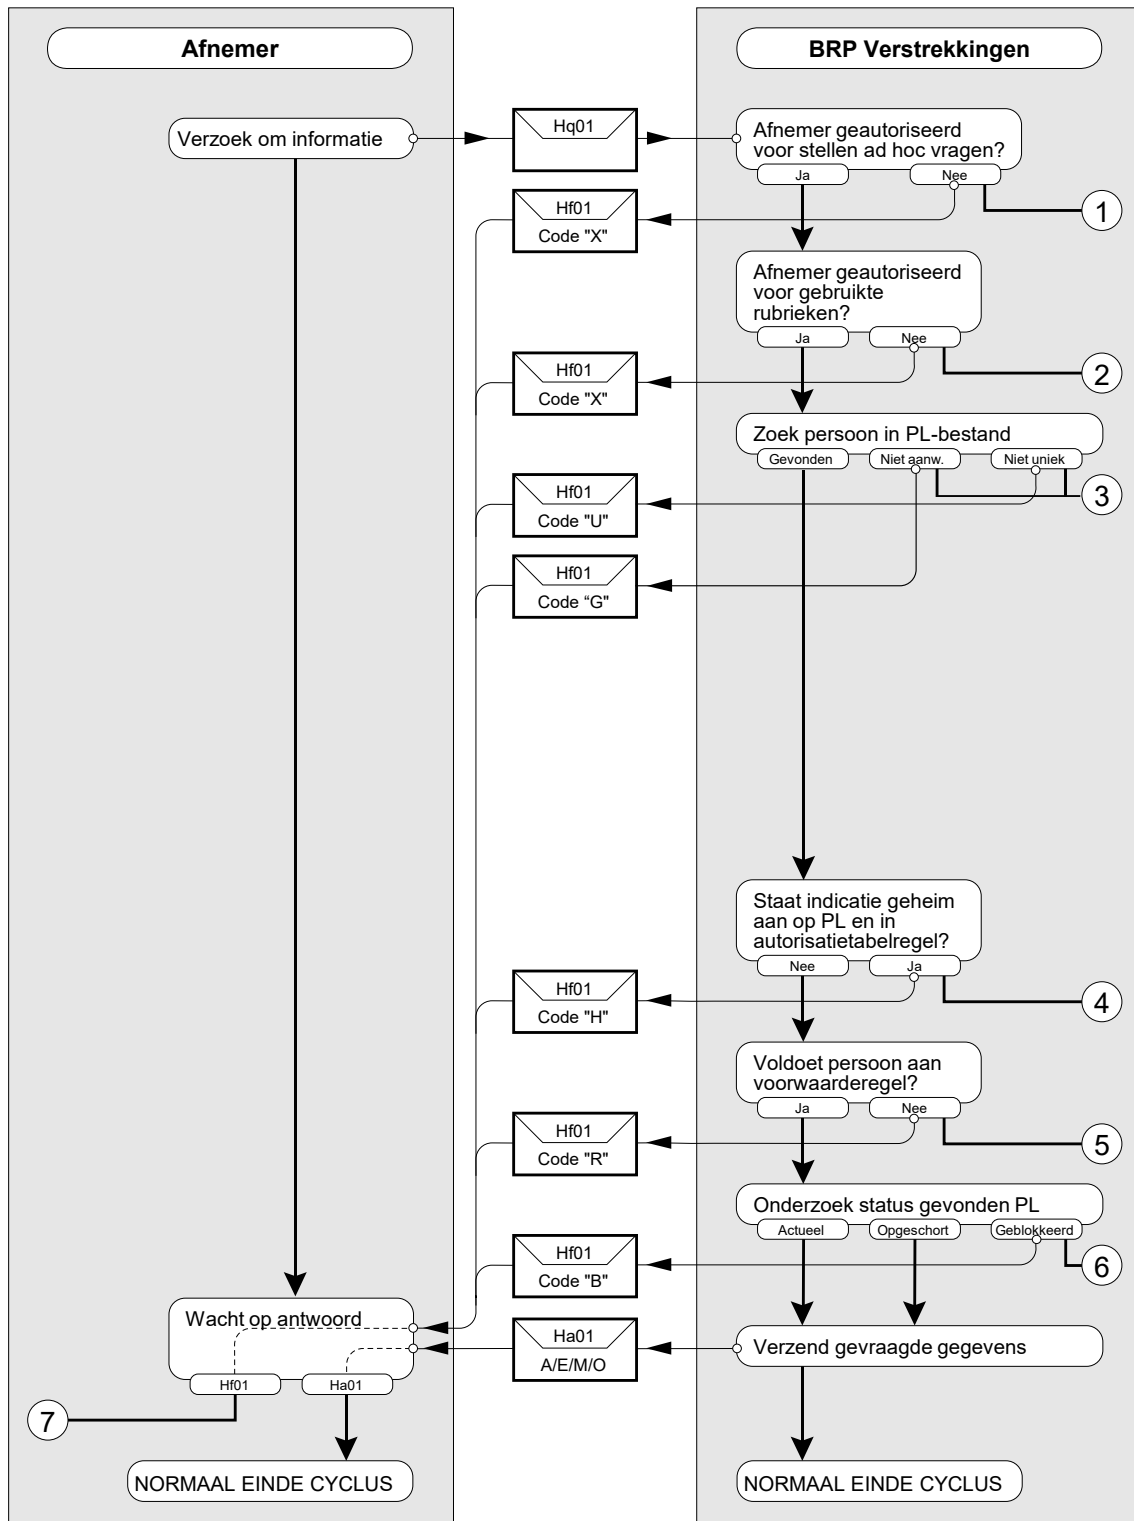 Afnemer
BRP Verstrekkingen
Verzoek om informatie
Hq01
Afnemer geautoriseerd
voor stellen ad hoc vragen?
Ja
Nee
1
Hf01
Code "X"
Afnemer geautoriseerd
voor gebruikte
rubrieken?
Ja
Nee
2
Hf01
Code "X"
Zoek persoon in PL-bestand
Gevonden
Niet aanw.
Niet uniek
3
Hf01
Code "U"
Hf01
Code “G"
Staat indicatie geheim
aan op PL en in
autorisatietabelregel?
Nee
Ja
4
Hf01
Code "H"
Voldoet persoon aan
voorwaarderegel?
Ja
Nee
5
Hf01
Code "R"
Onderzoek status gevonden PL
Actueel
Opgeschort
Geblokkeerd
6
Hf01
Code "B"
Wacht op antwoord
Hf01
Ha01
7
Ha01
A/E/M/O
Verzend gevraagde gegevens
NORMAAL EINDE CYCLUS
NORMAAL EINDE CYCLUS